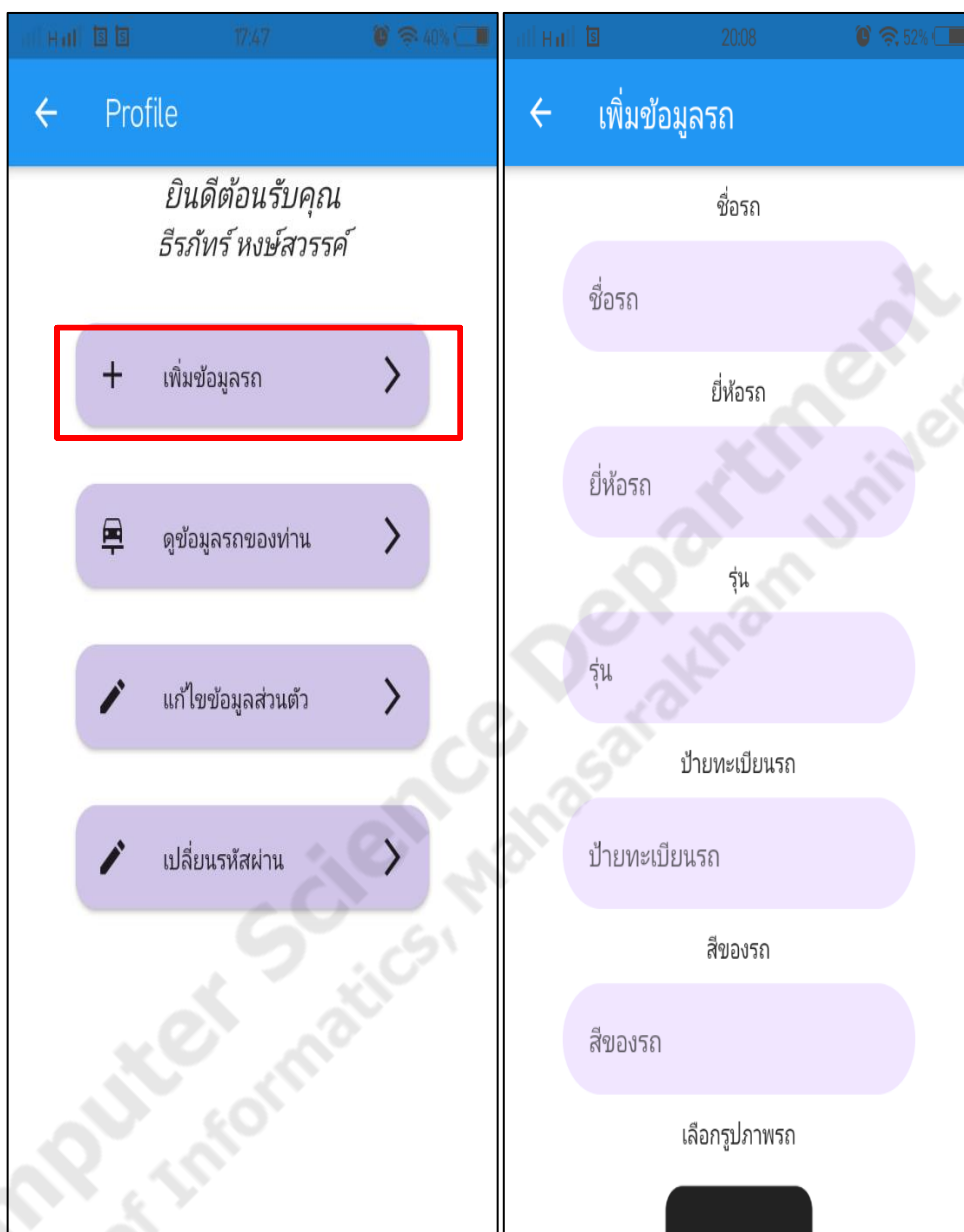 17:47
40%
Profile
ยินดีต้อนรับคุณ
ธีรภัทร์ หงษ์สวรรค์
+ เพิ่มข้อมูลรถ
ดูข้อมูลรถของท่าน
แก้ไขข้อมูลส่วนตัว
เปลี่ยนรหัสผ่าน
20:08
52%
เพิ่มข้อมูลรถ
ชื่อรถ
ชื่อรถ
ยี่ห้อรถ
ยี่ห้อรถ
รุ่น
รุ่น
ป้ายทะเบียนรถ
ป้ายทะเบียนรถ
สีของรถ
สีของรถ
เลือกรูปภาพรถ
Science Department
of Informatics, Mahasarakham